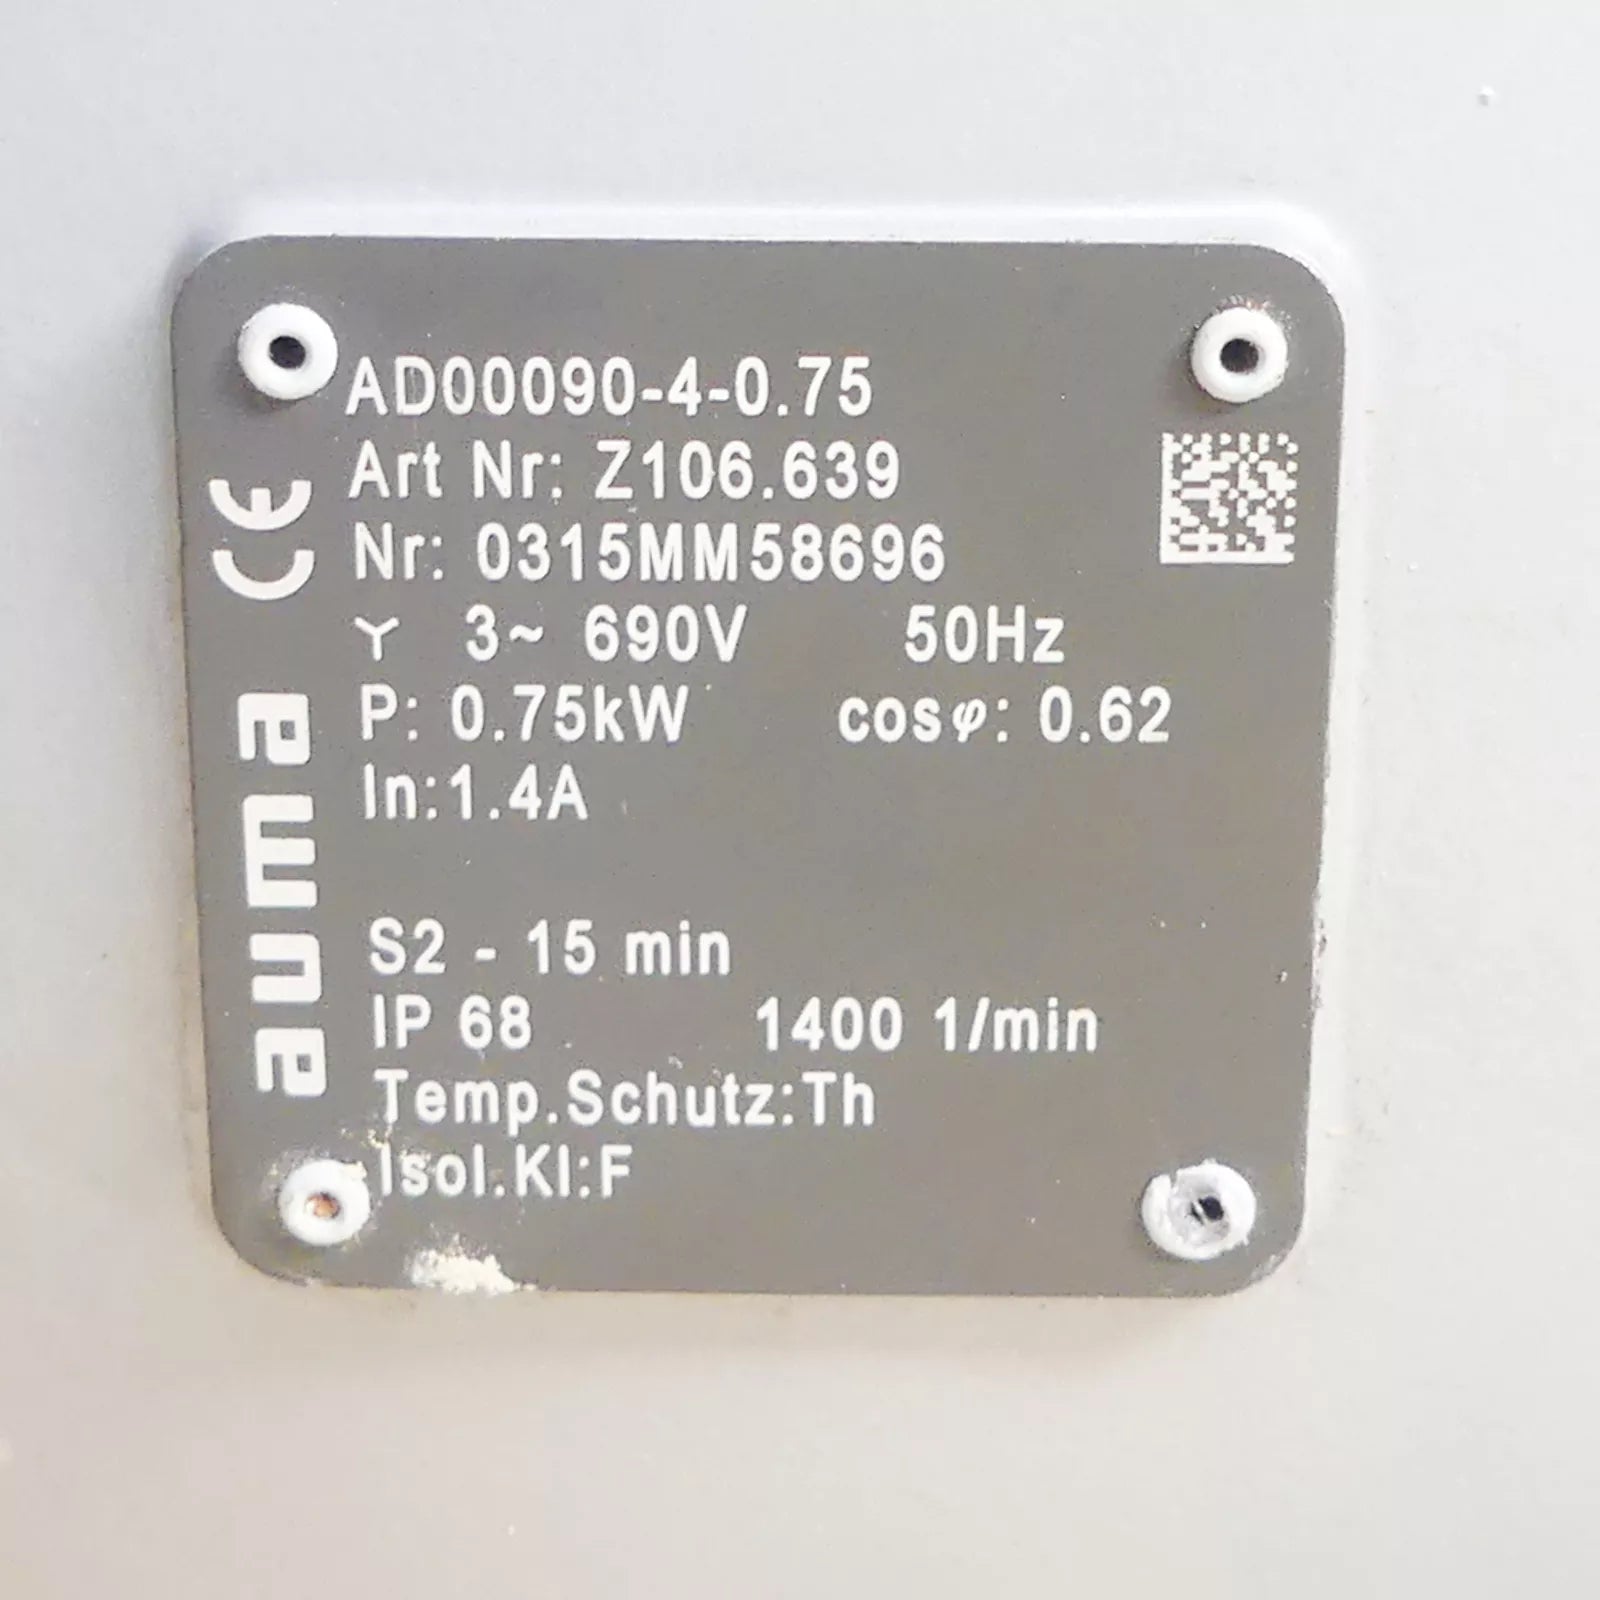 AD00090-4-0.75
Art Nr: Z106.639
Nr: 0315MM58696
Y 3~ 690V 50Hz
P: 0.75kW cosφ: 0.62
In:1.4A
S2 - 15 min
IP 68 1400 1/min
Temp.Schutz:Th
Isol.Kl:F
CE
auma